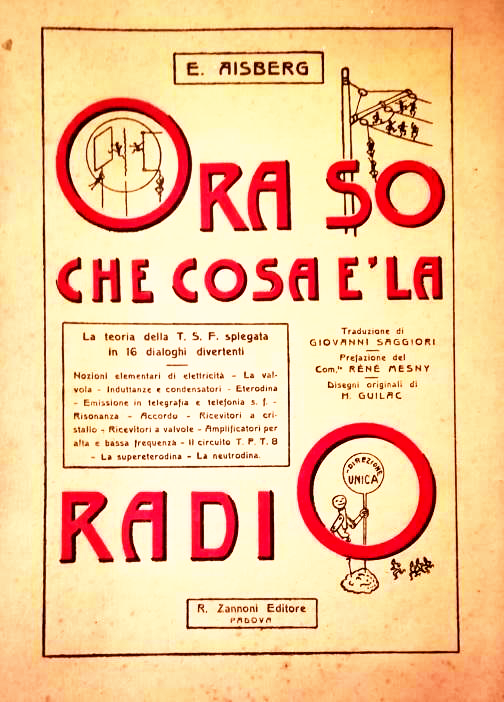 E. AISBERG
ORA SO
CHE COSA E'LA
La teoria della T. S. F. spiegata
in 16 dialoghi divertenti
Nozioni elementari di elettricità - La val-
vola - Induttanze e condensatori - Eterodina
- Emissione in telegrafia e telefonia s. f. -
Risonanza - Accordo - Ricevitori a cri-
stallo - Ricevitori a valvole - Amplificatori per
alta e bassa frequenza - Il circuito T. P. T. 8
- La supereterodina - La neutrodina.
Traduzione di
GIOVANNI SAGGIORI
Prefazione del
Com.te RÉNÉ MESNY
Disegni originali di
H. GUILAC
RADIO
DIREZIONE
UNICA
R. Zannoni Editore
PADOVA